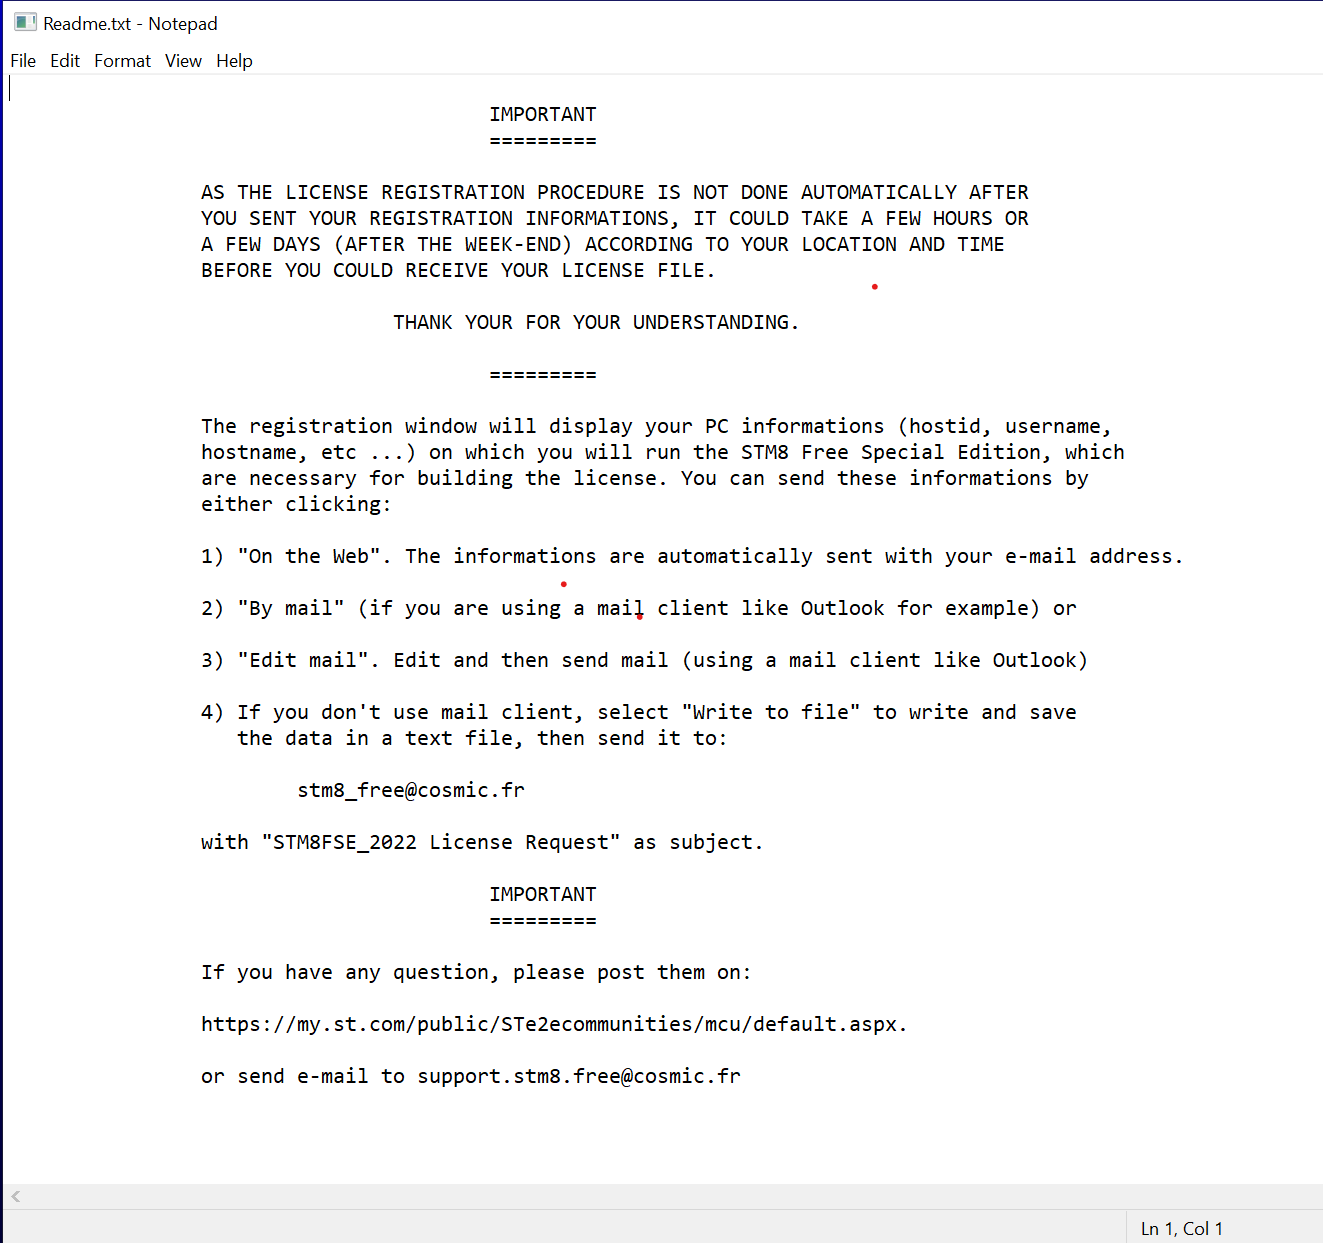 Readme.txt - Notepad
File Edit Format View Help
IMPORTANT
=========
AS THE LICENSE REGISTRATION PROCEDURE IS NOT DONE AUTOMATICALLY AFTER
YOU SENT YOUR REGISTRATION INFORMATIONS, IT COULD TAKE A FEW HOURS OR
A FEW DAYS (AFTER THE WEEK-END) ACCORDING TO YOUR LOCATION AND TIME
BEFORE YOU COULD RECEIVE YOUR LICENSE FILE.
THANK YOUR FOR YOUR UNDERSTANDING.
=========
The registration window will display your PC informations (hostid, username,
hostname, etc ...) on which you will run the STM8 Free Special Edition, which
are necessary for building the license. You can send these informations by
either clicking:
1) "On the Web". The informations are automatically sent with your e-mail address.
2) "By mail" (if you are using a mail client like Outlook for example) or
3) "Edit mail". Edit and then send mail (using a mail client like Outlook)
4) If you don't use mail client, select "Write to file" to write and save
the data in a text file, then send it to:
stm8_free@cosmic.fr
with "STM8FSE_2022 License Request" as subject.
IMPORTANT
=========
If you have any question, please post them on:
https://my.st.com/public/STe2ecommunities/mcu/default.aspx.
or send e-mail to support.stm8.free@cosmic.fr
Ln 1, Col 1